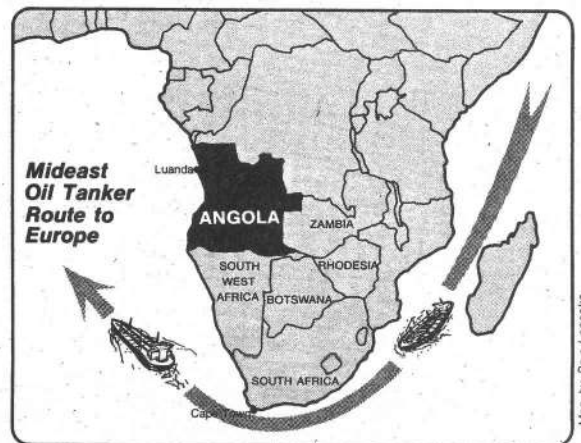 Mideast
Oil Tanker
Route to
Europe
Luanda
ANGOLA
ZAMBIA
SOUTH
WEST
AFRICA
RHODESIA
BOTSWANA
SOUTH AFRICA
Cape Town